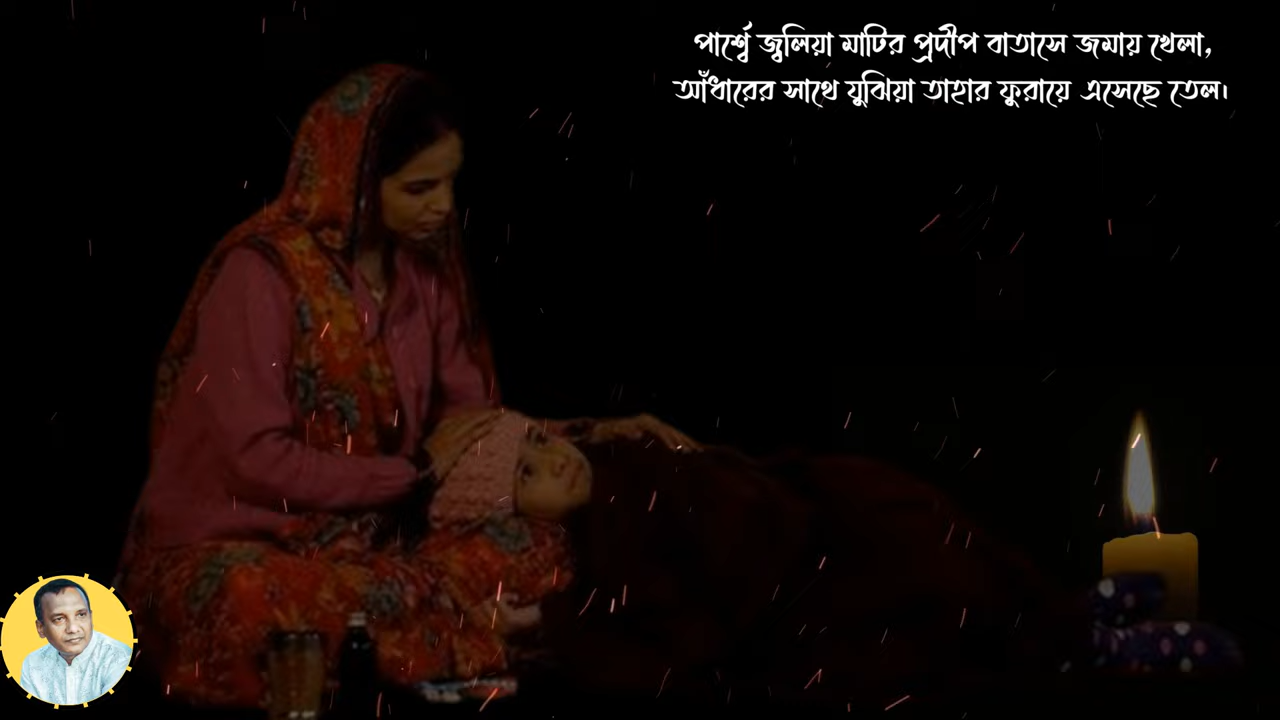 পার্শ্বে জ্বলিয়া মাটির প্রদীপ বাতাসে জমায় খেলা,
আঁধারের সাথে যুঝিয়া তাহার ফুরায়ে এসেছে তেল।